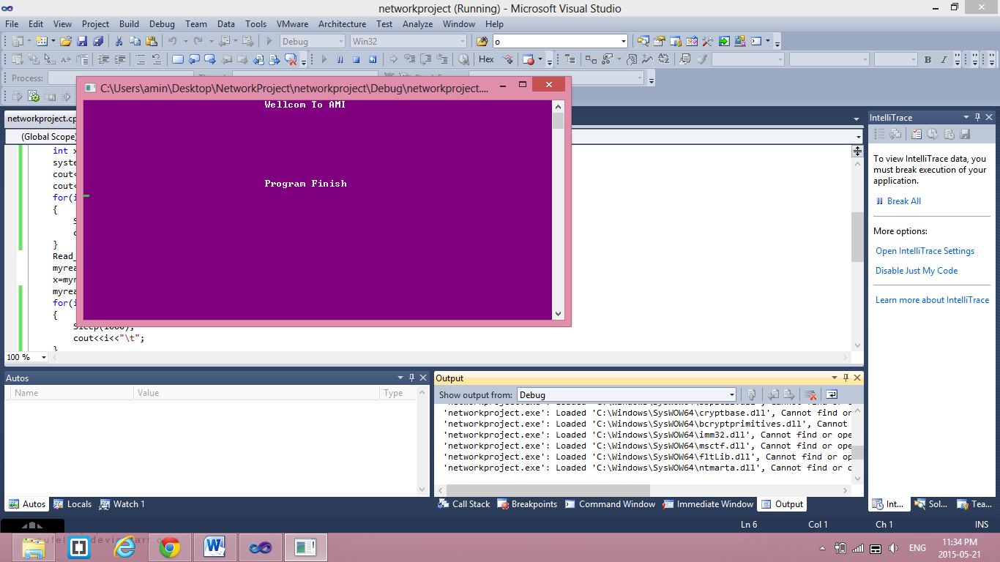 networkproject (Running) - Microsoft Visual Studio
File Edit View Project Build Debug Team Data Tools VMware Architecture Test Analyze Window Help
Debug Win32 o
Hex
Process:
C:\Users\amin\Desktop\NetworkProject\networkproject\Debug\networkproject....
Wellcom To AMI
Program Finish
networkproject.cp
(Global Scope)
int x
syste
cout<
cout<
for(i
{
S
c
}
Read_
myrea
x=myr
myrea
for(i
{
Sleep(1000);
cout<<i<<"\t";
}
100 %
IntelliTrace
To view IntelliTrace data, you
must break execution of your
application.
Break All
More options:
Open IntelliTrace Settings
Disable Just My Code
Learn more about IntelliTrace
Autos
Name Value Type
Output
Show output from: Debug
'networkproject.exe': Loaded 'C:\Windows\SysWOW64\cryptbase.dll', Cannot find or
'networkproject.exe': Loaded 'C:\Windows\SysWOW64\bcryptprimitives.dll', Cannot
'networkproject.exe': Loaded 'C:\Windows\SysWOW64\imm32.dll', Cannot find or ope
'networkproject.exe': Loaded 'C:\Windows\SysWOW64\msctf.dll', Cannot find or ope
'networkproject.exe': Loaded 'C:\Windows\SysWOW64\fltLib.dll', Cannot find or op
'networkproject.exe': Loaded 'C:\Windows\SysWOW64\ntmarta.dll', Cannot find or o
Autos Locals Watch 1
Call Stack Breakpoints Command Window Immediate Window Output
Int... Sol... Tea...
Ln 6 Col 1 Ch 1 INS
ENG
11:34 PM
2015-05-21